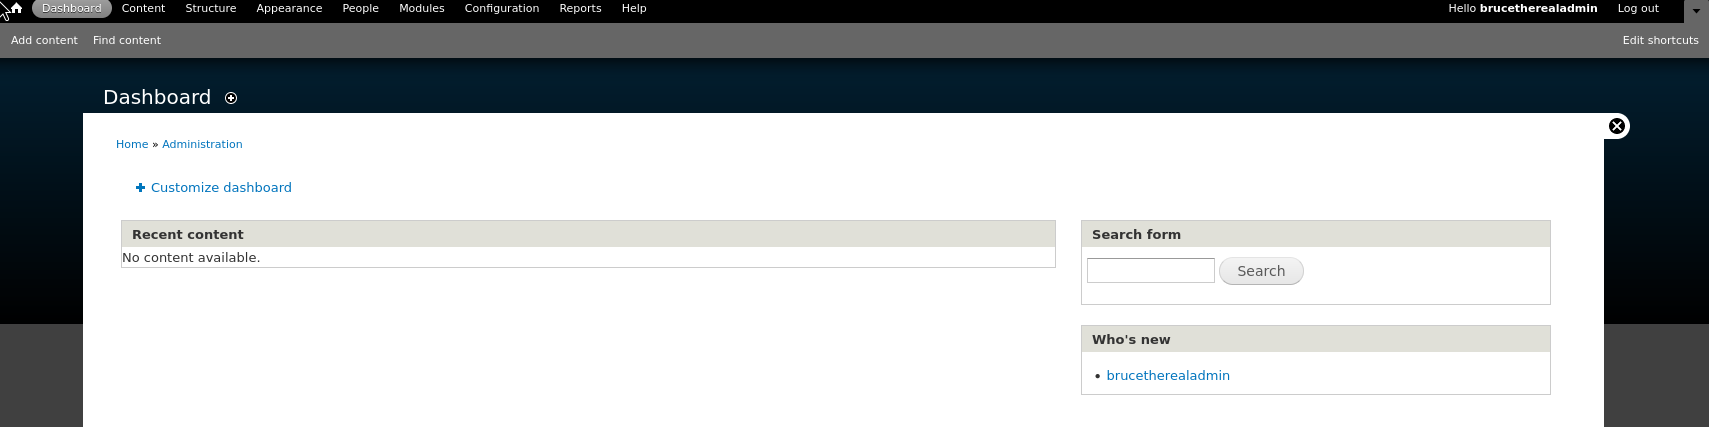 Dashboard Content Structure Appearance People Modules Configuration Reports Help Hello brucetherealadmin Log out
Add content Find content Edit shortcuts
Dashboard
Home » Administration
Customize dashboard
Recent content
No content available.
Search form
Search
Who's new
• brucetherealadmin